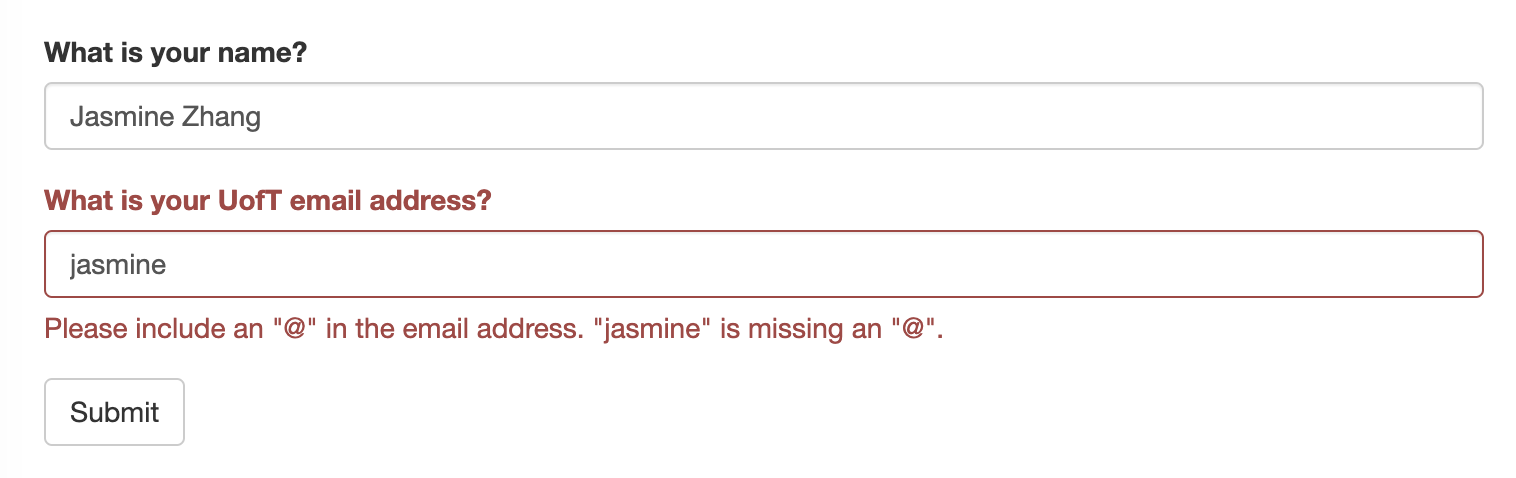 What is your name?
Jasmine Zhang
What is your UofT email address?
jasmine
Please include an "@" in the email address. "jasmine" is missing an "@".
Submit